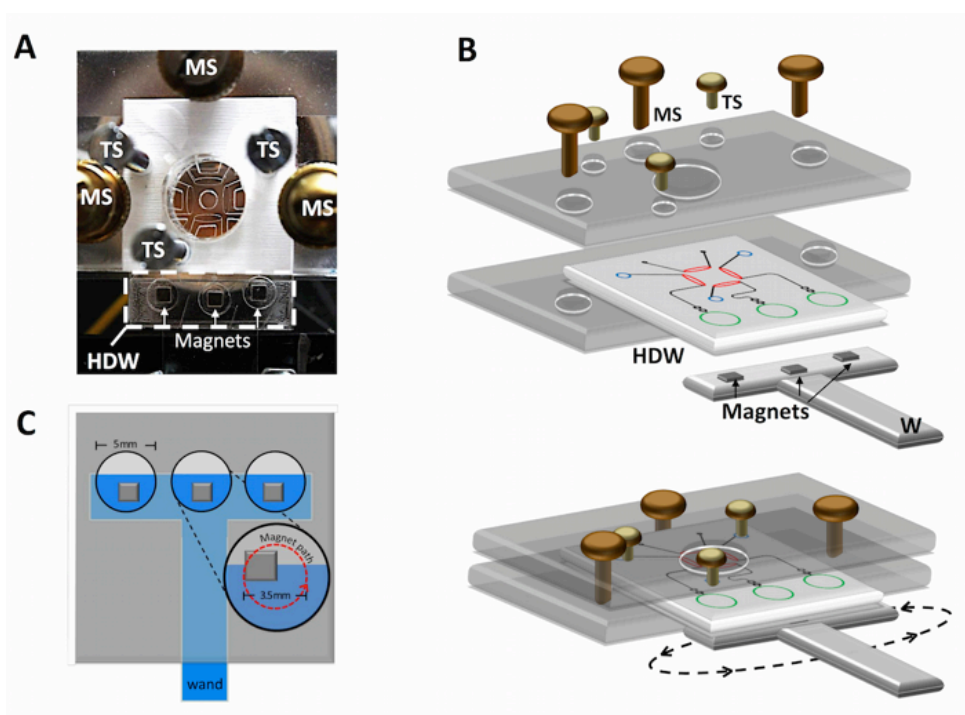 A
MS
TS
TS
MS
MS
TS
Magnets
HDW
B
MS
TS
HDW
Magnets
W
C
5mm
Magnet path
3.5mm
wand